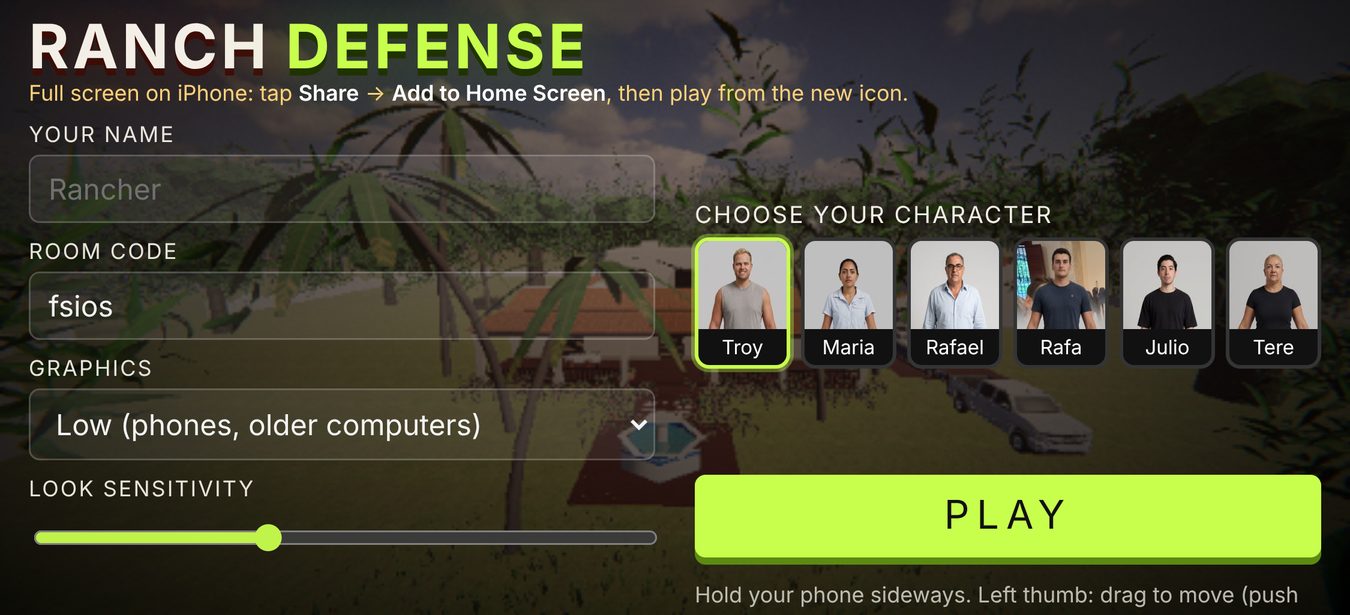 RANCH DEFENSE
Full screen on iPhone: tap Share → Add to Home Screen, then play from the new icon.
YOUR NAME
Rancher
ROOM CODE
fsios
GRAPHICS
Low (phones, older computers)
LOOK SENSITIVITY
CHOOSE YOUR CHARACTER
Troy Maria Rafael Rafa Julio Tere
PLAY
Hold your phone sideways. Left thumb: drag to move (push